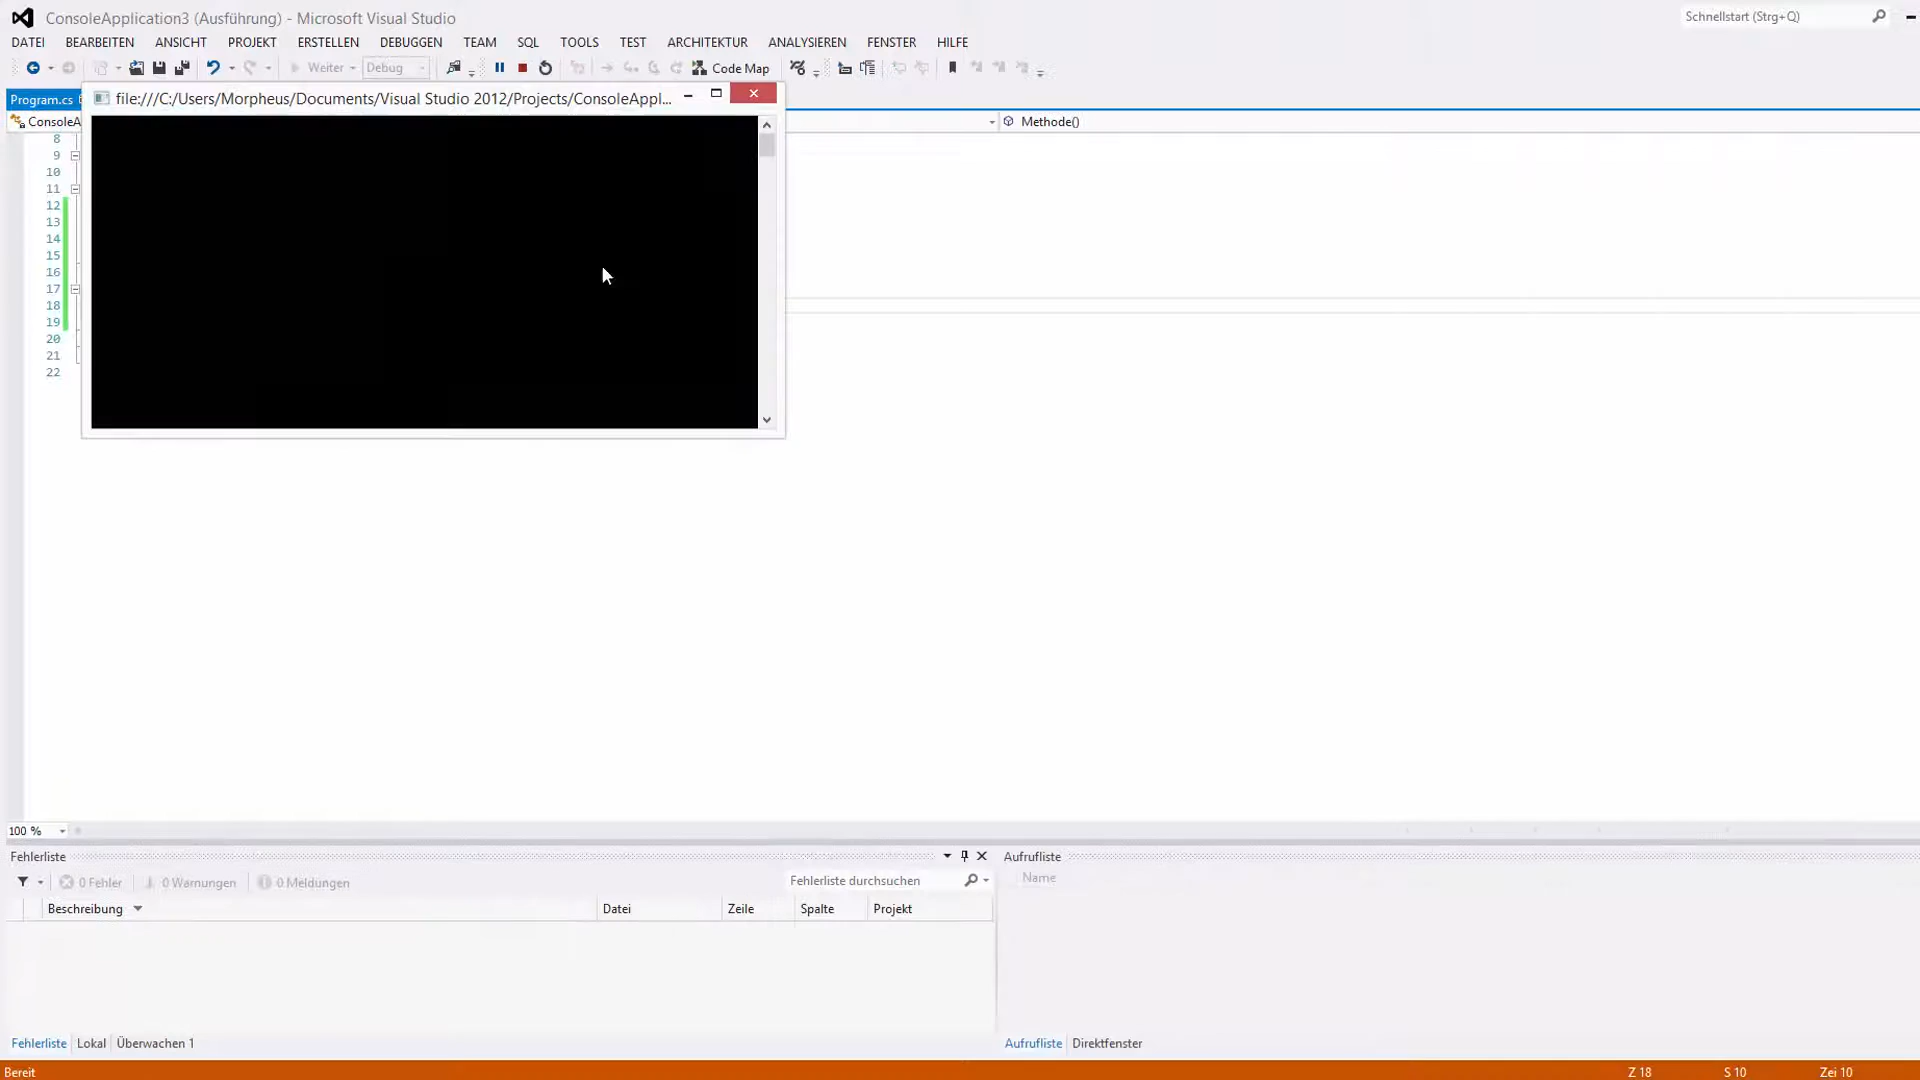 ConsoleApplication3 (Ausführung) - Microsoft Visual Studio
Schnellstart (Strg+Q)
DATEI BEARBEITEN ANSICHT PROJEKT ERSTELLEN DEBUGGEN TEAM SQL TOOLS TEST ARCHITEKTUR ANALYSIEREN FENSTER HILFE
Weiter Debug Code Map
Program.cs
file:///C:/Users/Morpheus/Documents/Visual Studio 2012/Projects/ConsoleAppl...
ConsoleA
Methode()
8
9
10
11
12
13
14
15
16
17
18
19
20
21
22
100 %
Fehlerliste
Aufrufliste
0 Fehler 0 Warnungen 0 Meldungen
Fehlerliste durchsuchen
Name
Beschreibung Datei Zeile Spalte Projekt
Fehlerliste Lokal Überwachen 1
Aufrufliste Direktfenster
Bereit
Z 18 S 10 Zei 10